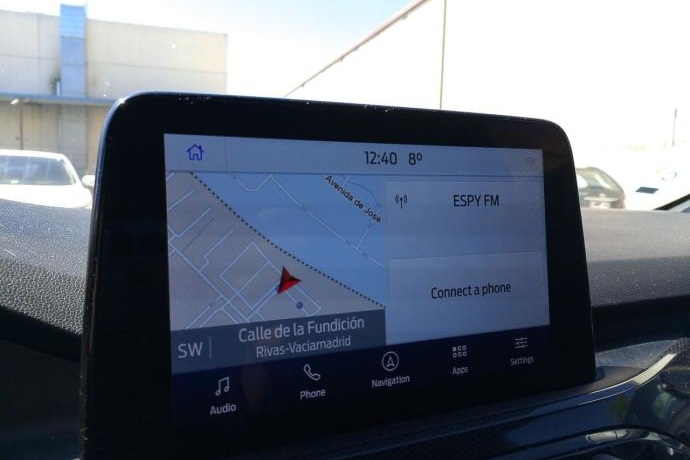 12:40 8°
Avenida de José
ESPY FM
Connect a phone
SW
Calle de la Fundición
Rivas-Vaciamadrid
Audio
Phone
Navigation
Apps
Settings